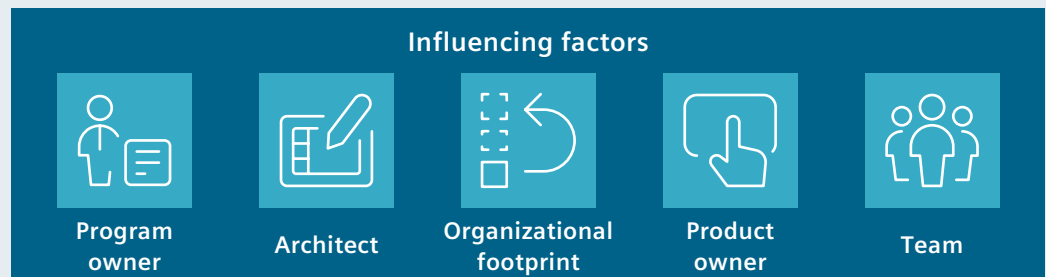 Influencing factors
Program
owner
Architect
Organizational
footprint
Product
owner
Team